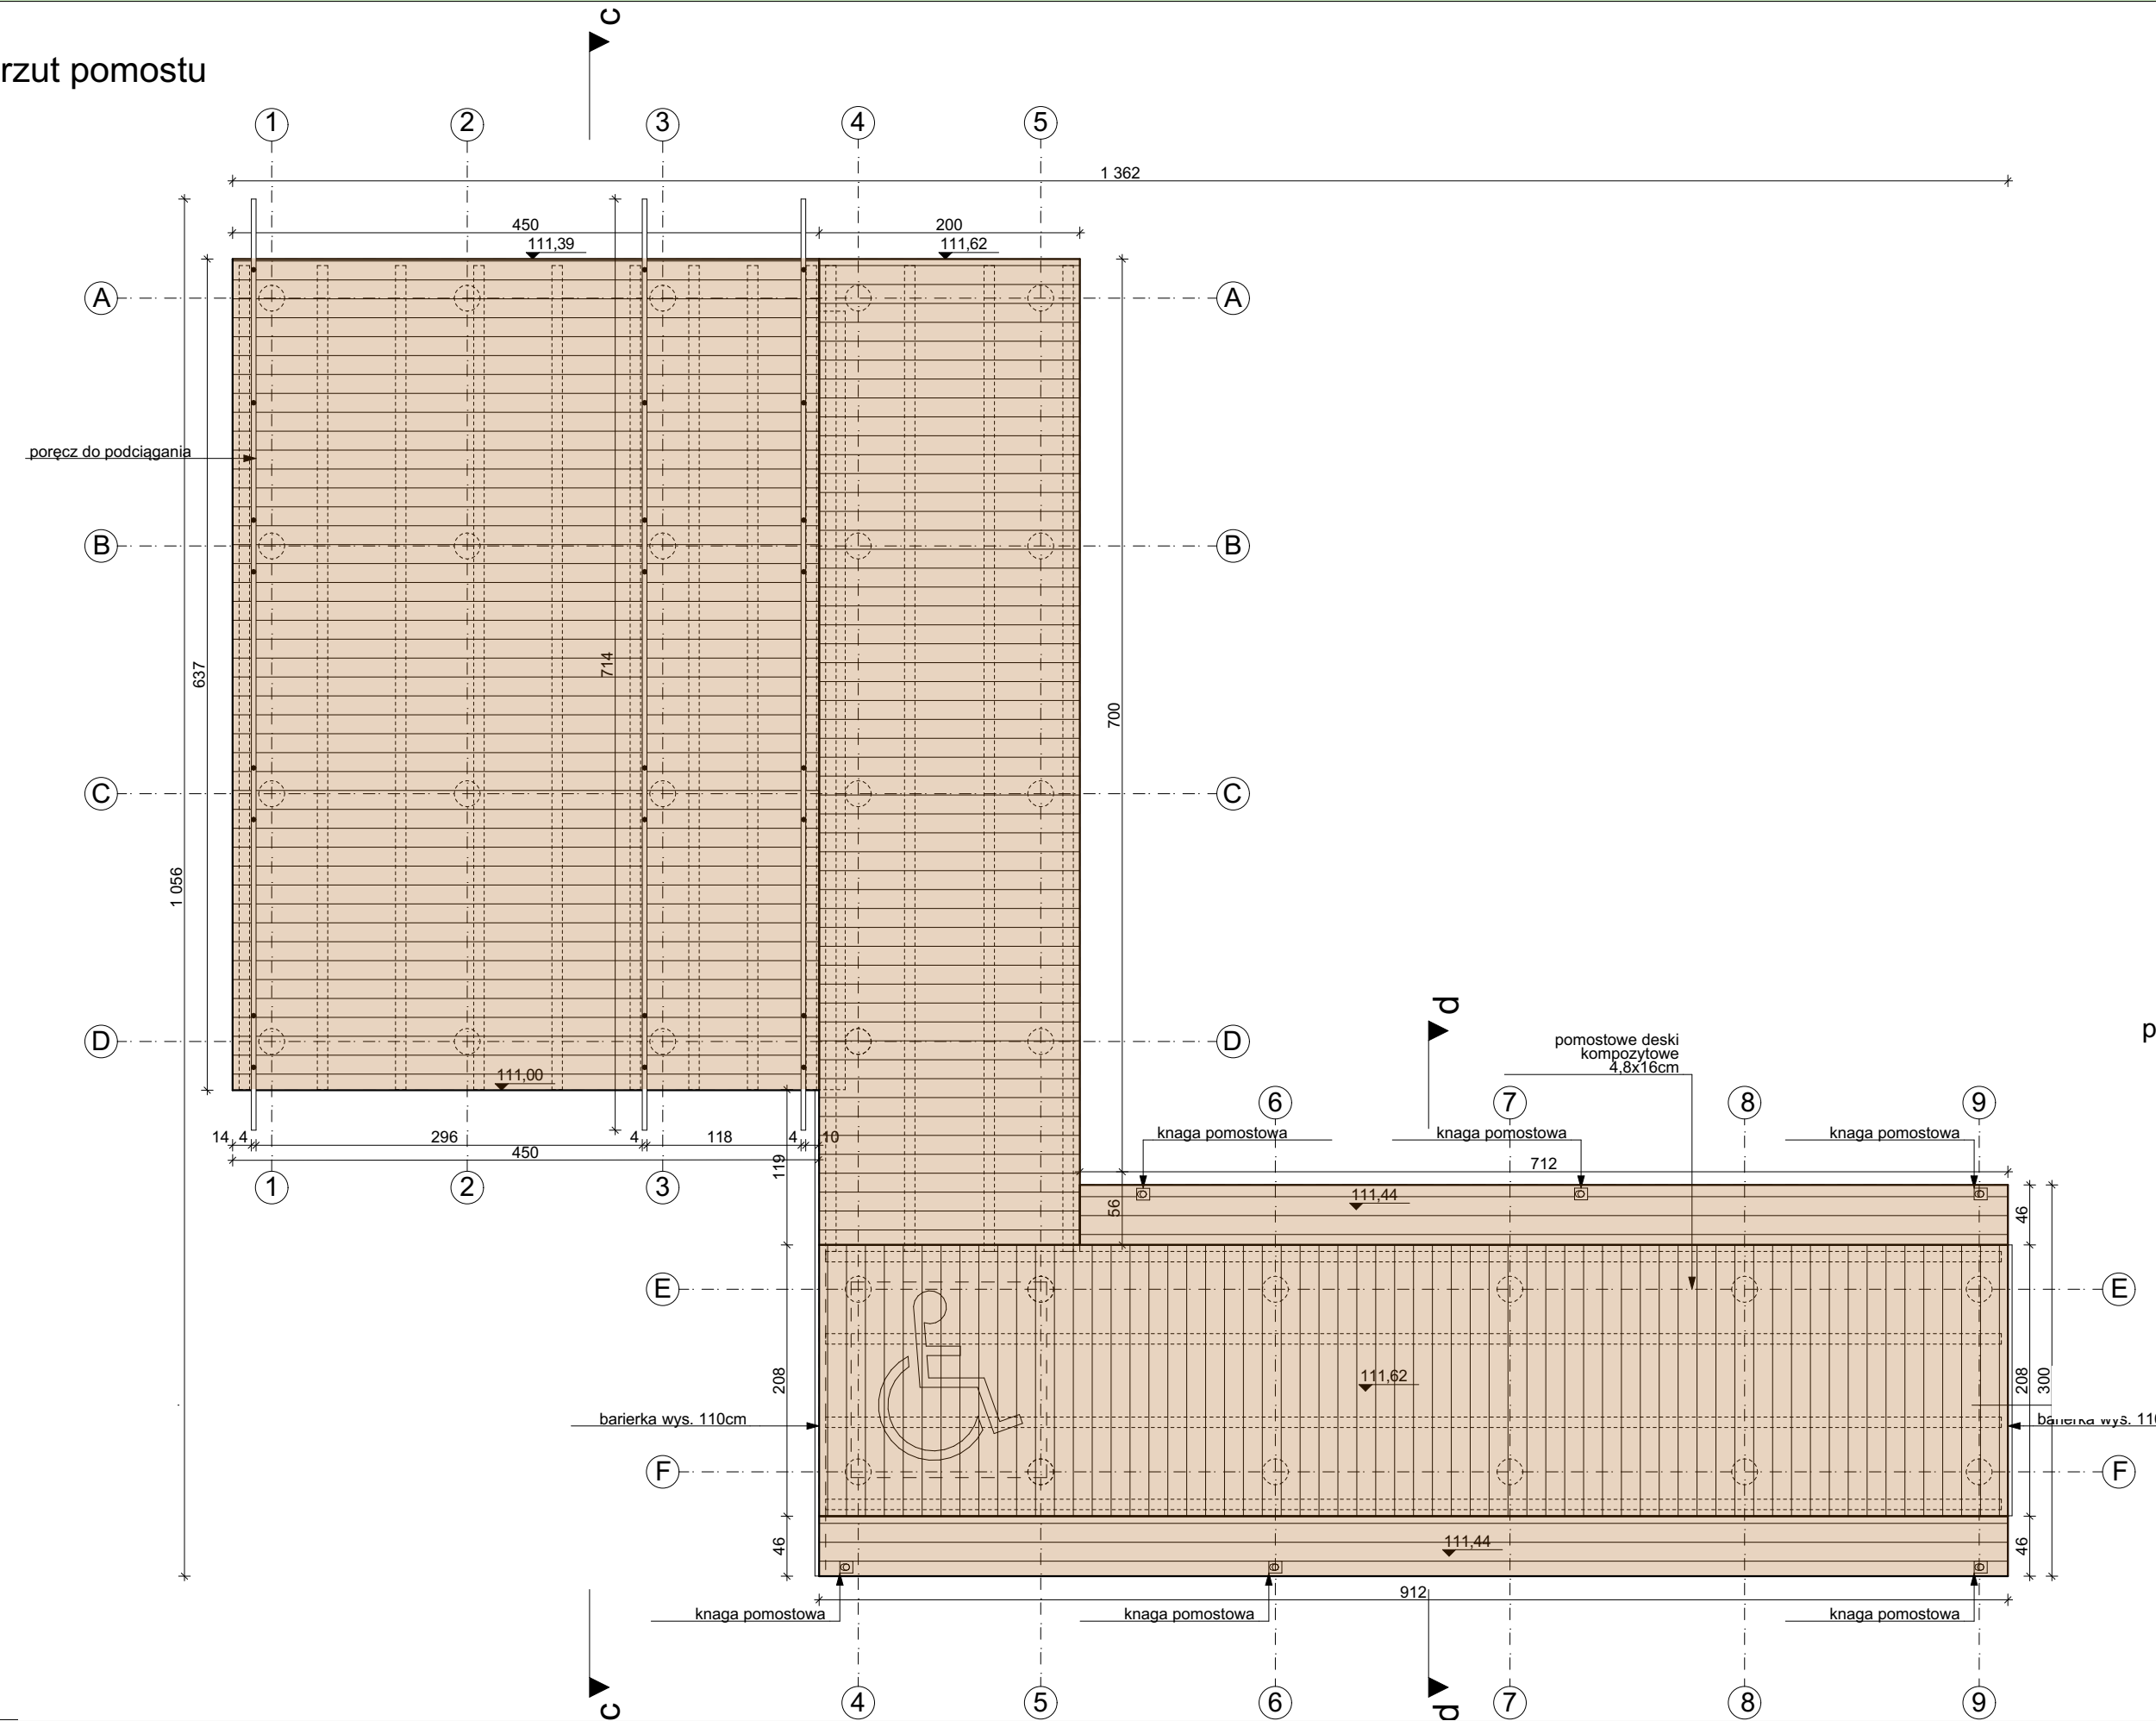 c
rzut pomostu
1 2 3 4 5
1 362
450 200
111,39 111,62
A A
poręcz do podciągania
B B
637
714
700
C C
1 056
d
D D
pomostowe deski
kompozytowe
4,8x16cm
p
111,00
6 7 8 9
14 4 296 4 118 4 10
knaga pomostowa knaga pomostowa knaga pomostowa
450
119
712
1 2 3
111,44
56
46
E E
111,62
208
208
300
barierka wys. 110cm
barierka wys. 110
F F
111,44
46
46
912
knaga pomostowa knaga pomostowa knaga pomostowa
4 5 6 7 8 9
c
d